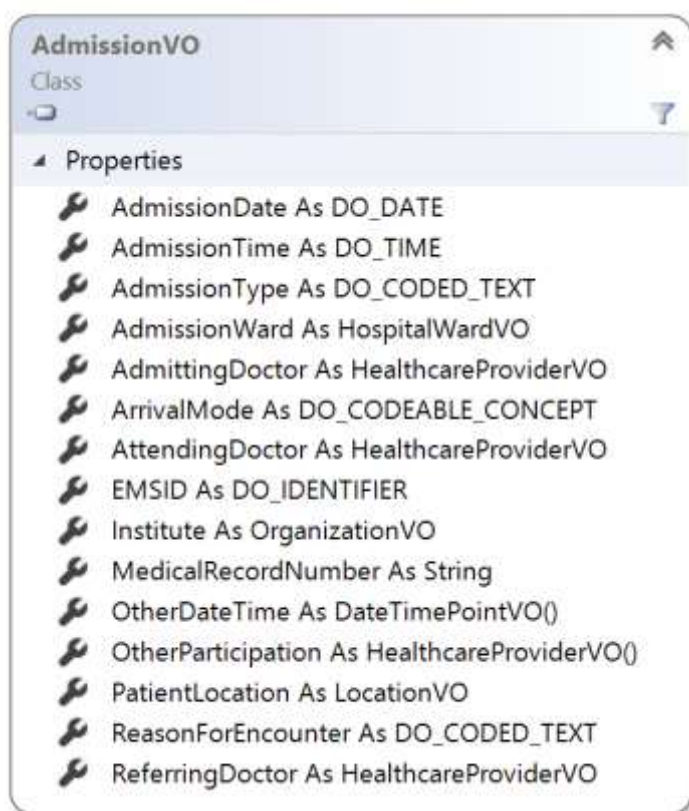 AdmissionVO
Class
Properties
AdmissionDate As DO_DATE
AdmissionTime As DO_TIME
AdmissionType As DO_CODED_TEXT
AdmissionWard As HospitalWardVO
AdmittingDoctor As HealthcareProviderVO
ArrivalMode As DO_CODEABLE_CONCEPT
AttendingDoctor As HealthcareProviderVO
EMSID As DO_IDENTIFIER
Institute As OrganizationVO
MedicalRecordNumber As String
OtherDateTime As DateTimePointVO()
OtherParticipation As HealthcareProviderVO()
PatientLocation As LocationVO
ReasonForEncounter As DO_CODED_TEXT
ReferringDoctor As HealthcareProviderVO